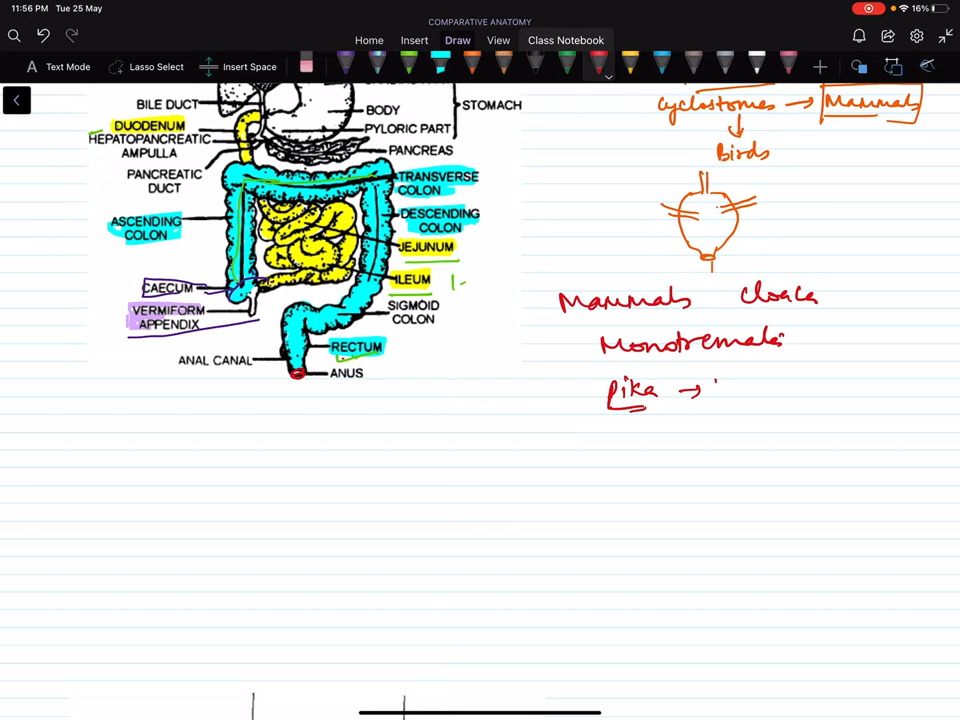 11:56 PM Tue 25 May
16%
COMPARATIVE ANATOMY
Home Insert Draw View Class Notebook
Text Mode Lasso Select Insert Space
BILE DUCT
BODY
STOMACH
DUODENUM
PYLORIC PART
HEPATOPANCREATIC
AMPULLA
PANCREAS
PANCREATIC
DUCT
TRANSVERSE
COLON
ASCENDING
COLON
DESCENDING
COLON
JEJUNUM
CAECUM
ILEUM
VERMIFORM
APPENDIX
SIGMOID
COLON
RECTUM
ANAL CANAL
ANUS
Cyclostomes → Mammals
↓
Birds
Mammals Cloaca
Monotremata
Pika →